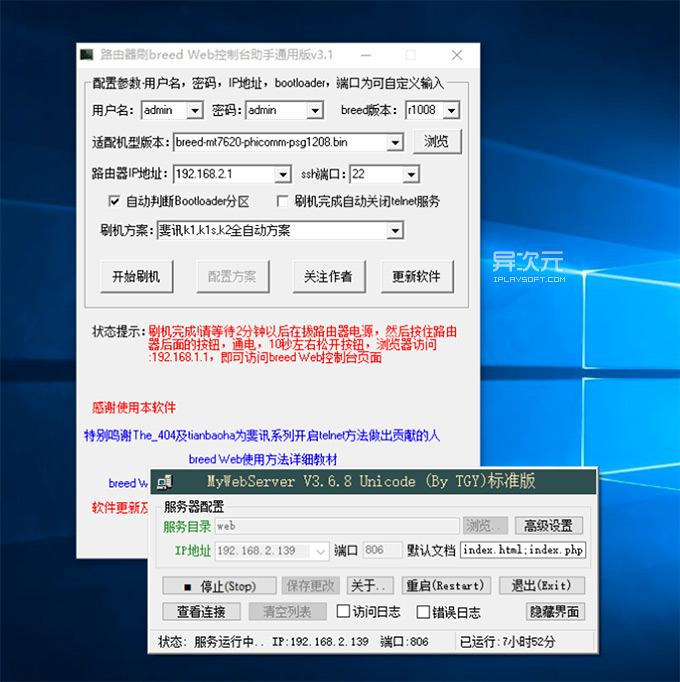 路由器刷breed Web控制台助手通用版v3.1
配置参数-用户名，密码，IP地址，bootloader，端口为可自定义输入
用户名： admin 密码： admin breed版本： r1008
适配机型版本： breed-mt7620-phicomm-psg1208.bin 浏览
路由器IP地址： 192.168.2.1 ssh端口： 22
自动判断Bootloader分区 刷机完成自动关闭telnet服务
刷机方案： 斐讯k1,k1s,k2全自动方案
开始刷机 配置方案 关注作者 更新软件
异次元
IPLAYSOFT.COM
状态提示： 刷机完成!请等待2分钟以后在拔路由器电源，然后按住路由
器后面的按钮，通电，10秒左右松开按钮，浏览器访问
:192.168.1.1，即可访问breed Web控制台页面
感谢使用本软件
特别鸣谢The_404及tianbaoha为斐讯系列开启telnet方法做出贡献的人
breed Web使用方法详细教材
breed W
软件更新及
MyWebServer V3.6.8 Unicode (By TGY)标准版
服务器配置
服务目录 web 浏览.. 高级设置
IP地址 192.168.2.139 端口 806 默认文档 index.html;index.php
■ 停止(Stop) 保存更改 关于.. 重启(Restart) 退出(Exit)
查看连接 清空列表 访问日志 错误日志 隐藏界面
状态: 服务运行中.. IP:192.168.2.139 端口:806 已运行:7小时52分